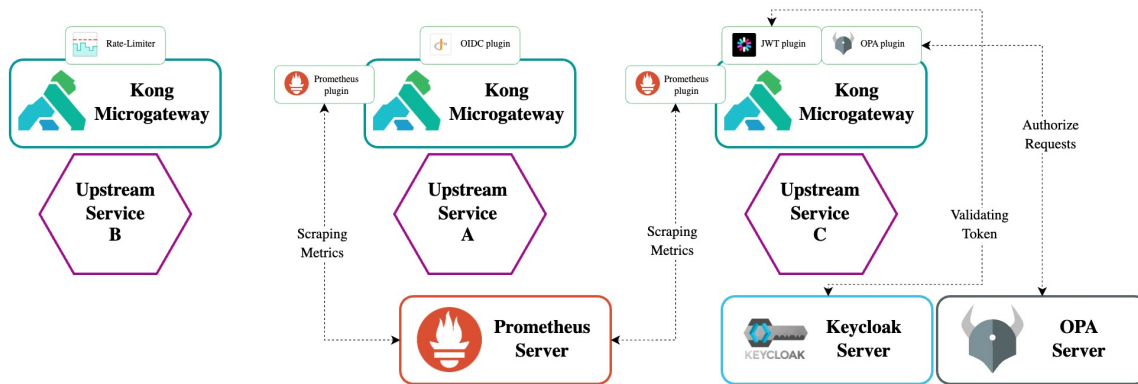 Rate-Limiter
Kong
Microgateway
Upstream
Service
B
OIDC plugin
Prometheus
plugin
Kong
Microgateway
Upstream
Service
A
Scraping
Metrics
JWT plugin
OPA plugin
Prometheus
plugin
Kong
Microgateway
Upstream
Service
C
Scraping
Metrics
Authorize
Requests
Validating
Token
Prometheus
Server
KEYCLOAK
Keycloak
Server
OPA
Server